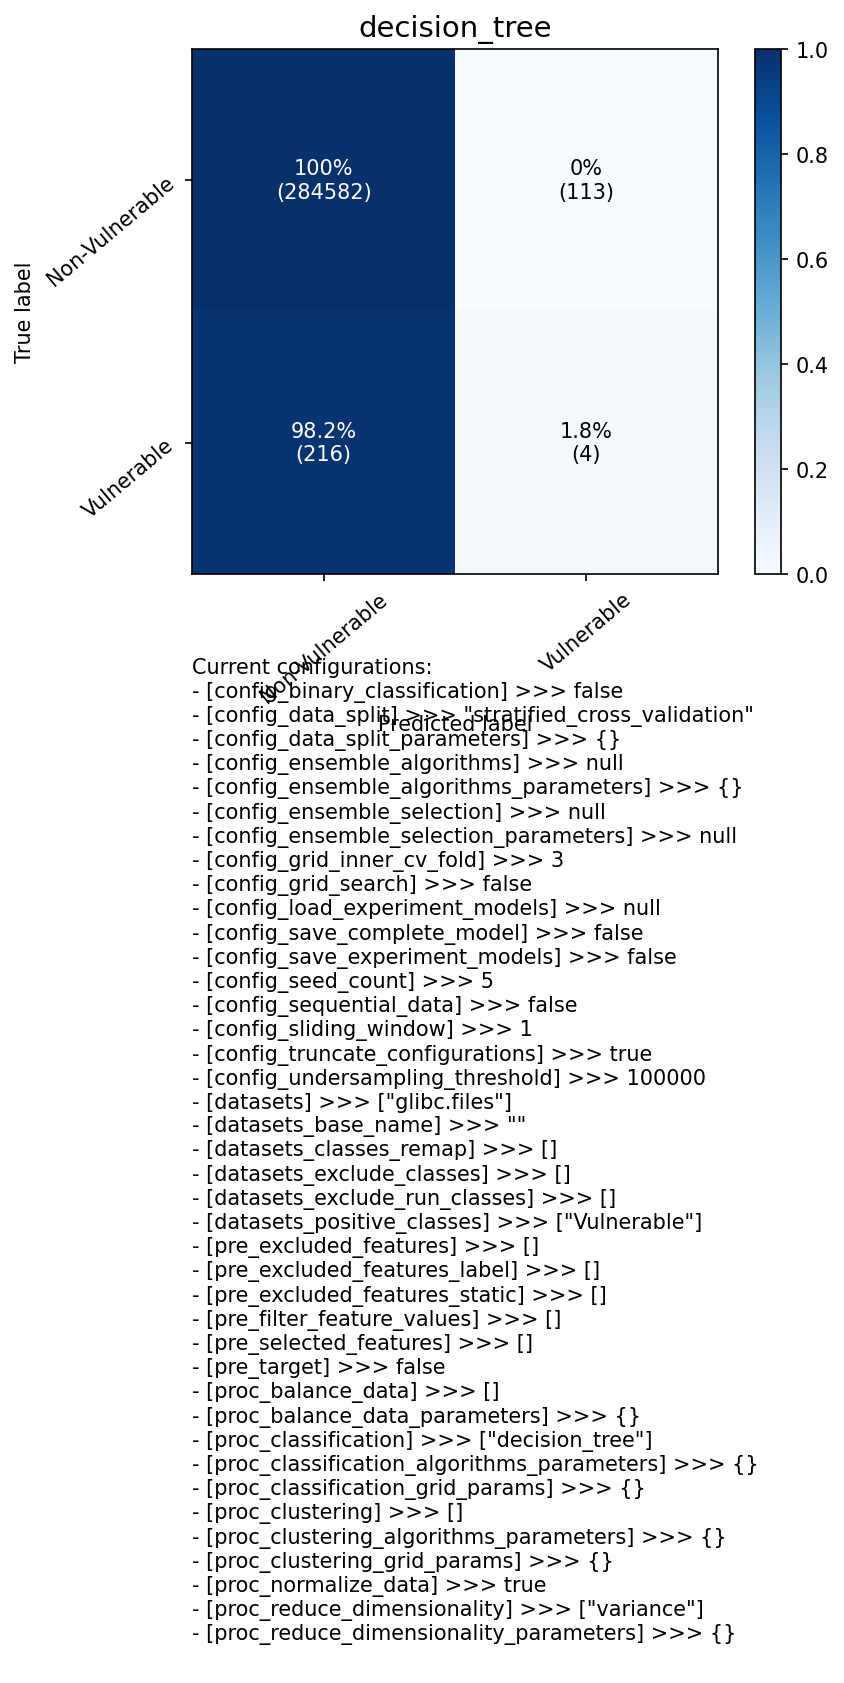 decision_tree
100%
(284582)
0%
(113)
98.2%
(216)
1.8%
(4)
True label
Non-Vulnerable
Vulnerable
Non-Vulnerable
Vulnerable
Predicted label
1.0
0.8
0.6
0.4
0.2
0.0
Current configurations:
- [config_binary_classification] >>> false
- [config_data_split] >>> "stratified_cross_validation"
- [config_data_split_parameters] >>> {}
- [config_ensemble_algorithms] >>> null
- [config_ensemble_algorithms_parameters] >>> {}
- [config_ensemble_selection] >>> null
- [config_ensemble_selection_parameters] >>> null
- [config_grid_inner_cv_fold] >>> 3
- [config_grid_search] >>> false
- [config_load_experiment_models] >>> null
- [config_save_complete_model] >>> false
- [config_save_experiment_models] >>> false
- [config_seed_count] >>> 5
- [config_sequential_data] >>> false
- [config_sliding_window] >>> 1
- [config_truncate_configurations] >>> true
- [config_undersampling_threshold] >>> 100000
- [datasets] >>> ["glibc.files"]
- [datasets_base_name] >>> ""
- [datasets_classes_remap] >>> []
- [datasets_exclude_classes] >>> []
- [datasets_exclude_run_classes] >>> []
- [datasets_positive_classes] >>> ["Vulnerable"]
- [pre_excluded_features] >>> []
- [pre_excluded_features_label] >>> []
- [pre_excluded_features_static] >>> []
- [pre_filter_feature_values] >>> []
- [pre_selected_features] >>> []
- [pre_target] >>> false
- [proc_balance_data] >>> []
- [proc_balance_data_parameters] >>> {}
- [proc_classification] >>> ["decision_tree"]
- [proc_classification_algorithms_parameters] >>> {}
- [proc_classification_grid_params] >>> {}
- [proc_clustering] >>> []
- [proc_clustering_algorithms_parameters] >>> {}
- [proc_clustering_grid_params] >>> {}
- [proc_normalize_data] >>> true
- [proc_reduce_dimensionality] >>> ["variance"]
- [proc_reduce_dimensionality_parameters] >>> {}